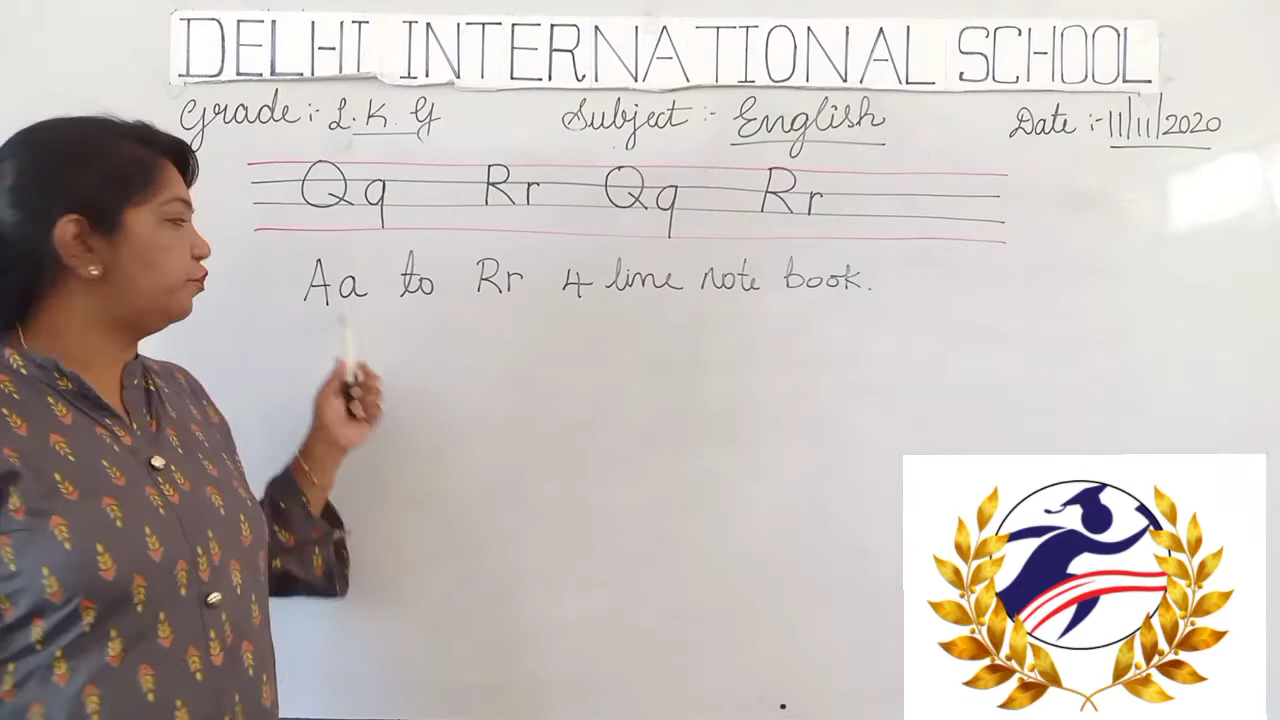 DELHI INTERNATIONAL SCHOOL
Grade :- L.K.G Subject :- English Date :- 11/11/2020
Qq Rr Qq Rr
Aa to Rr 4 line note book.